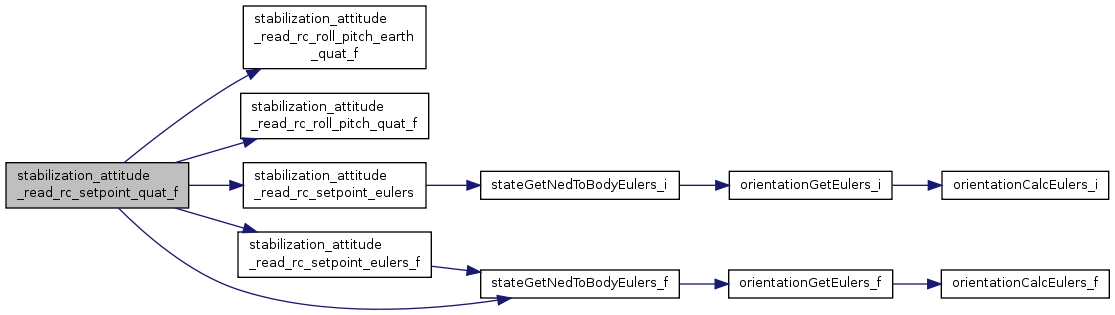 stabilization_attitude
_read_rc_roll_pitch_earth
_quat_f
stabilization_attitude
_read_rc_roll_pitch_quat_f
stabilization_attitude
_read_rc_setpoint_quat_f
stabilization_attitude
_read_rc_setpoint_eulers
stateGetNedToBodyEulers_i
orientationGetEulers_i
orientationCalcEulers_i
stabilization_attitude
_read_rc_setpoint_eulers_f
stateGetNedToBodyEulers_f
orientationGetEulers_f
orientationCalcEulers_f